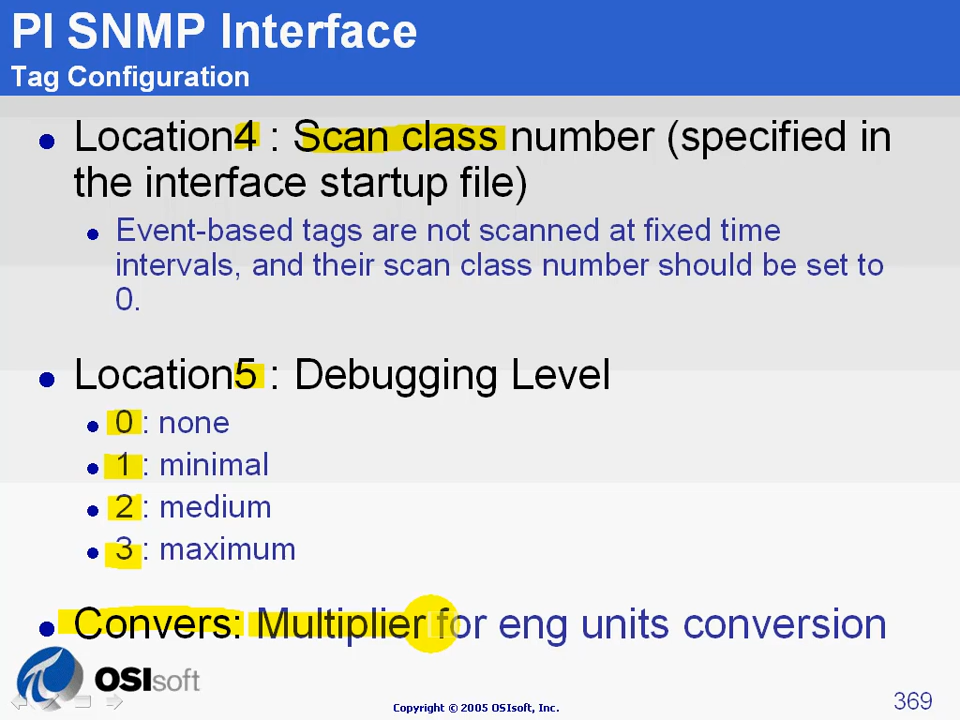 PI SNMP Interface
Tag Configuration
• Location4 : Scan class number (specified in
the interface startup file)
• Event-based tags are not scanned at fixed time
intervals, and their scan class number should be set to
0.
• Location5 : Debugging Level
• 0 : none
• 1 : minimal
• 2 : medium
• 3 : maximum
• Convers: Multiplier for eng units conversion
OSIsoft
Copyright © 2005 OSIsoft, Inc.
369